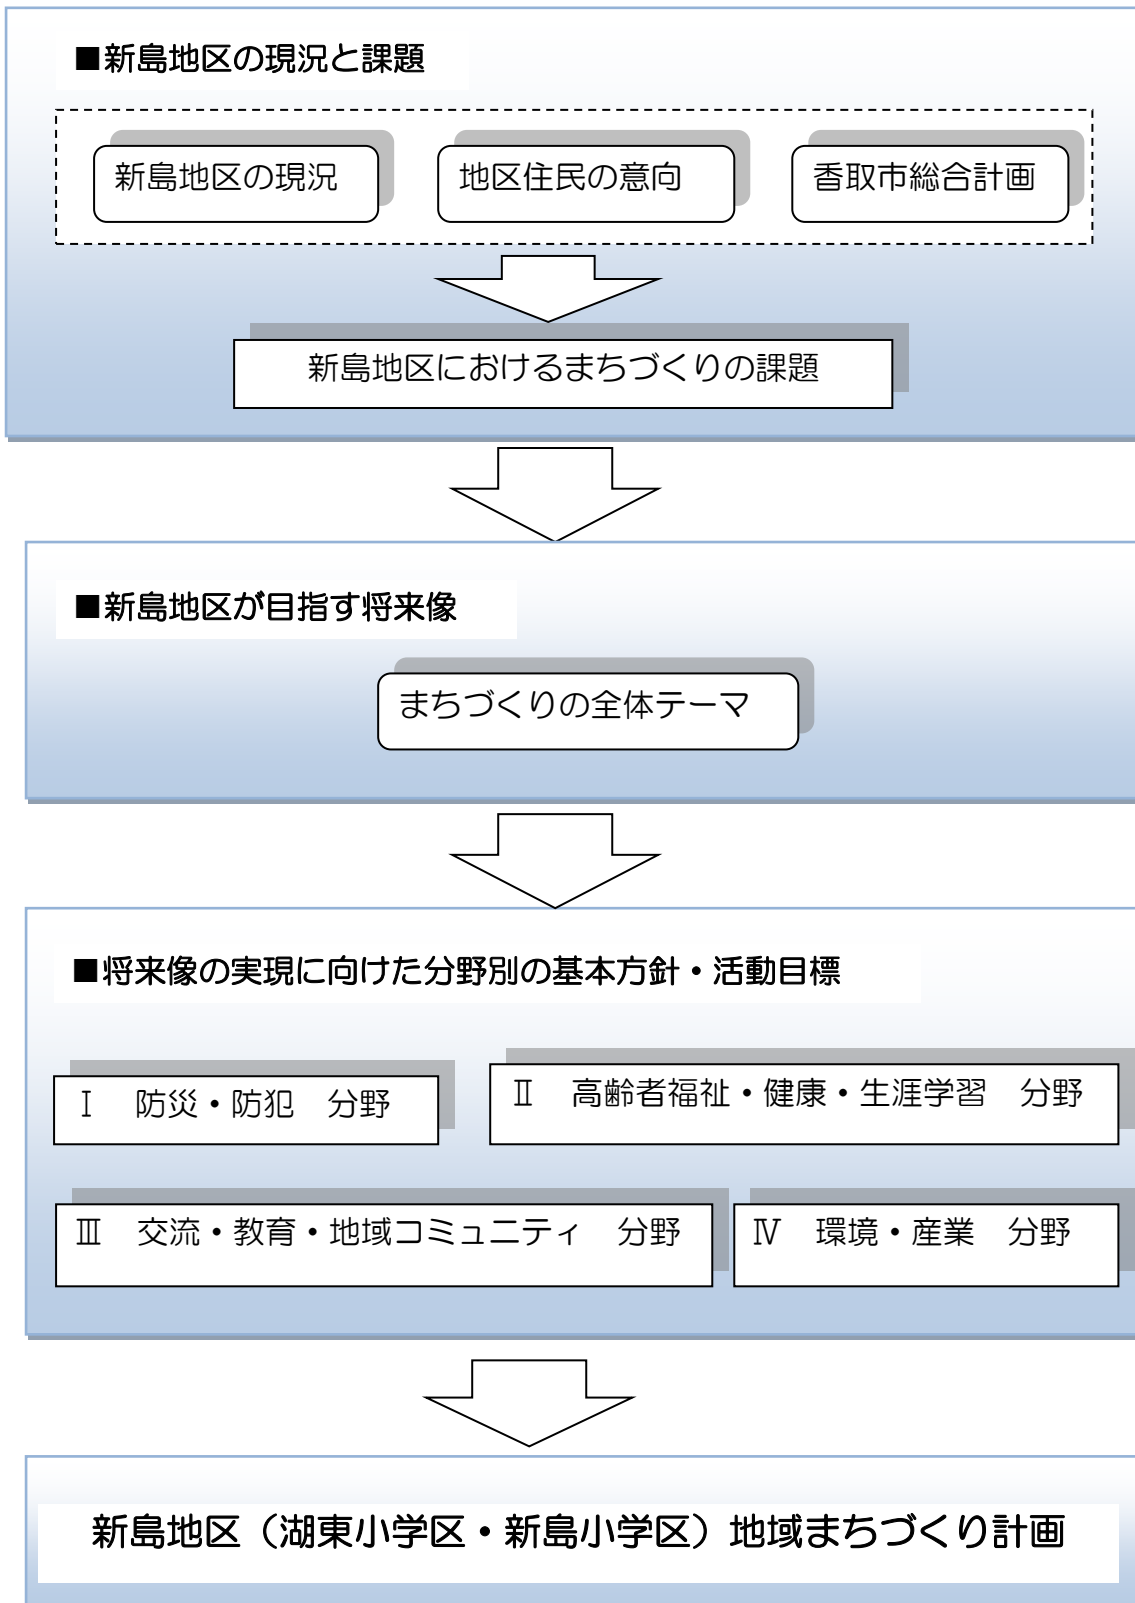 ■新島地区の現況と課題
新島地区の現況
地区住民の意向
香取市総合計画
新島地区におけるまちづくりの課題
■新島地区が目指す将来像
まちづくりの全体テーマ
■将来像の実現に向けた分野別の基本方針・活動目標
Ⅰ　防災・防犯　分野
Ⅱ　高齢者福祉・健康・生涯学習　分野
Ⅲ　交流・教育・地域コミュニティ　分野
Ⅳ　環境・産業　分野
新島地区（湖東小学区・新島小学区）地域まちづくり計画